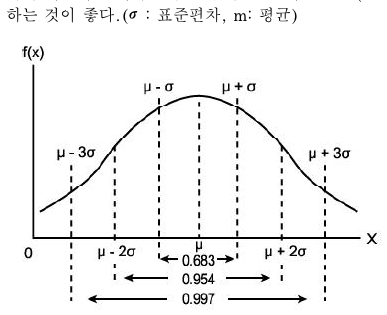 하는 것이 좋다.(σ : 표준편차, m: 평균)
f(x)
μ - σ μ + σ
μ - 3σ μ + 3σ
0 μ - 2σ μ μ + 2σ X
0.683
0.954
0.997